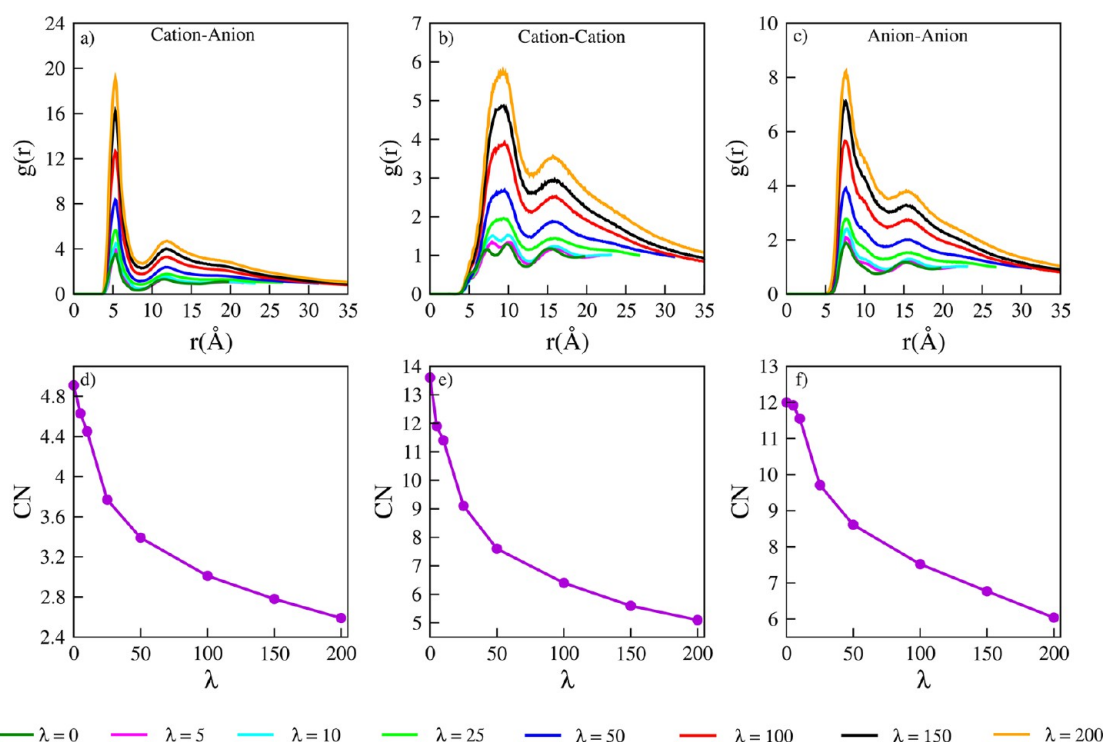 a) Cation-Anion
g(r)
24
20
16
12
8
4
0
0 5 10 15 20 25 30 35
r(Å)
b) Cation-Cation
g(r)
7
6
5
4
3
2
1
0
0 5 10 15 20 25 30 35
r(Å)
c) Anion-Anion
g(r)
10
8
6
4
2
0
0 5 10 15 20 25 30 35
r(Å)
d)
CN
4.8
4.4
4
3.6
3.2
2.8
2.4
0 50 100 150 200
λ
e)
CN
14
13
12
11
10
9
8
7
6
5
0 50 100 150 200
λ
f)
CN
13
12
11
10
9
8
7
6
0 50 100 150 200
λ
λ = 0 λ = 5 λ = 10 λ = 25 λ = 50 λ = 100 λ = 150 λ = 200